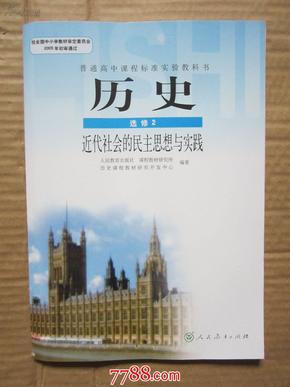 经全国中小学教材审定委员会
2005年初审通过
普通高中课程标准实验教科书
SHI
历史
选修2
近代社会的民主思想与实践
人民教育出版社 课程教材研究所
历史课程教材研究开发中心
编著
人民教育出版社
7788.com